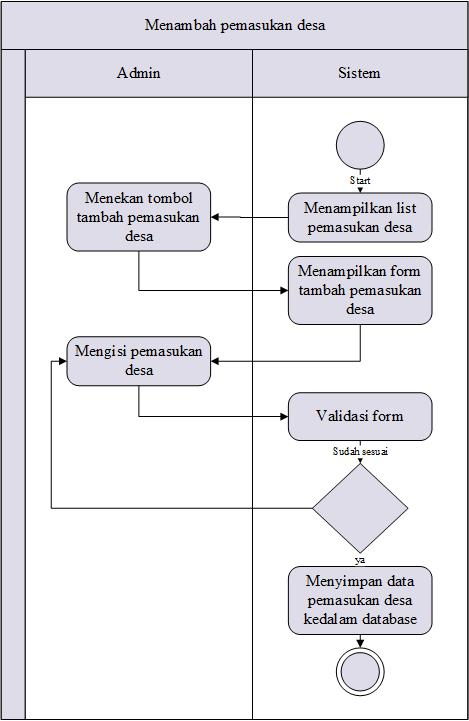 Menambah pemasukan desa
Admin
Sistem
Start
Menekan tombol
tambah pemasukan
desa
Menampilkan list
pemasukan desa
Menampilkan form
tambah pemasukan
desa
Mengisi pemasukan
desa
Validasi form
Sudah sesuai
ya
Menyimpan data
pemasukan desa
kedalam database